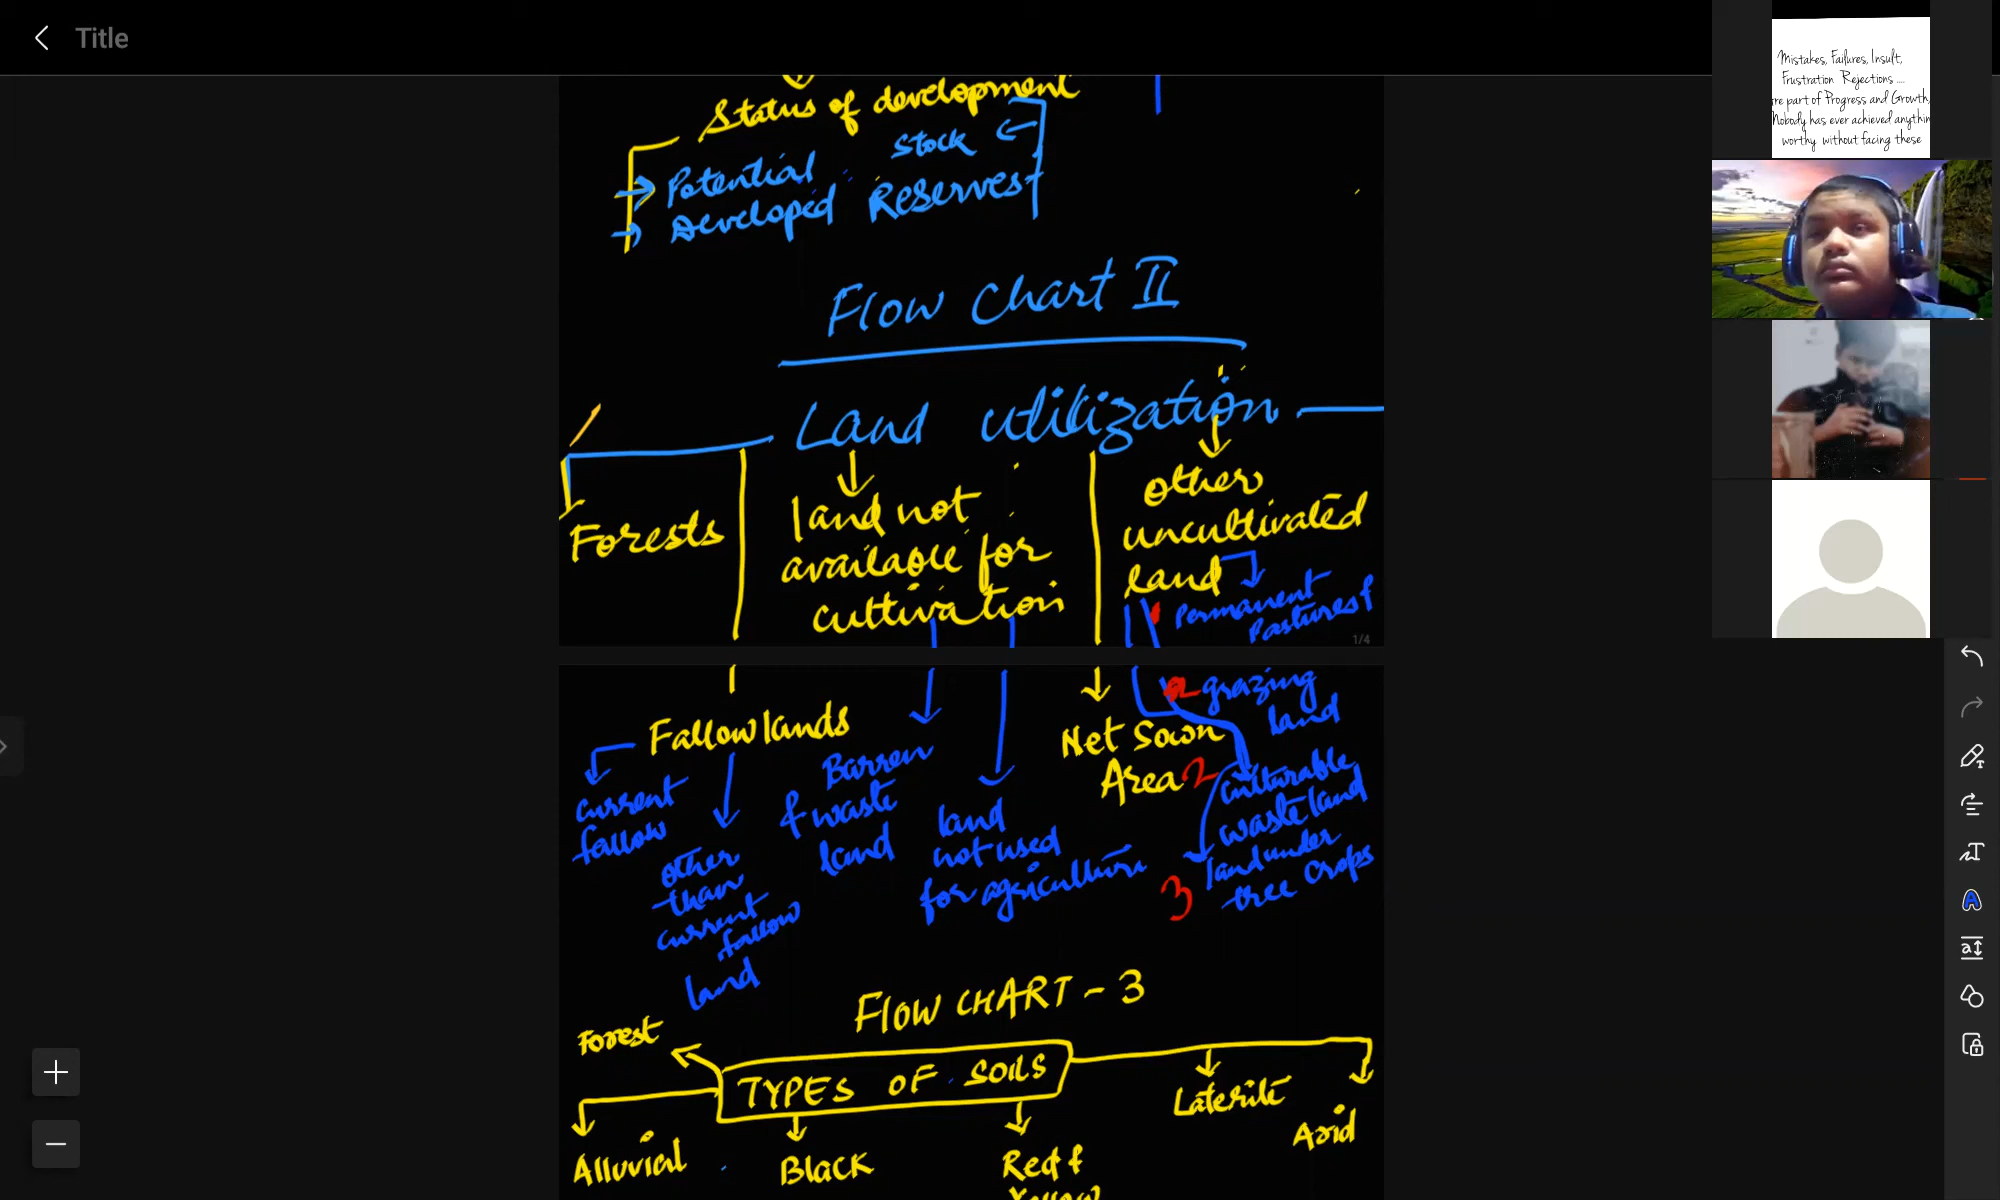 Title
Status of development
Potential
Developed
Stock
Reserves
Flow Chart II
Land utilization
Forests
land not
available for
cultivation
other
uncultivated
land
Permanent
Pastures &
1/4
grazing
land
Fallow lands
current
fallow
other
than
current
fallow
land
Barren
& waste
land
land
not used
for agriculture
Net Sown
Area
2
culturable
waste land
3
land under
tree crops
FLOW CHART - 3
Forest
TYPES OF SOILS
Alluvial
Black
Red &
Yellow
Laterite
Arid
Mistakes, Failures, Insult,
Frustration Rejections ....
re part of Progress and Growth,
Nobody has ever achieved anythin
worthy without facing these